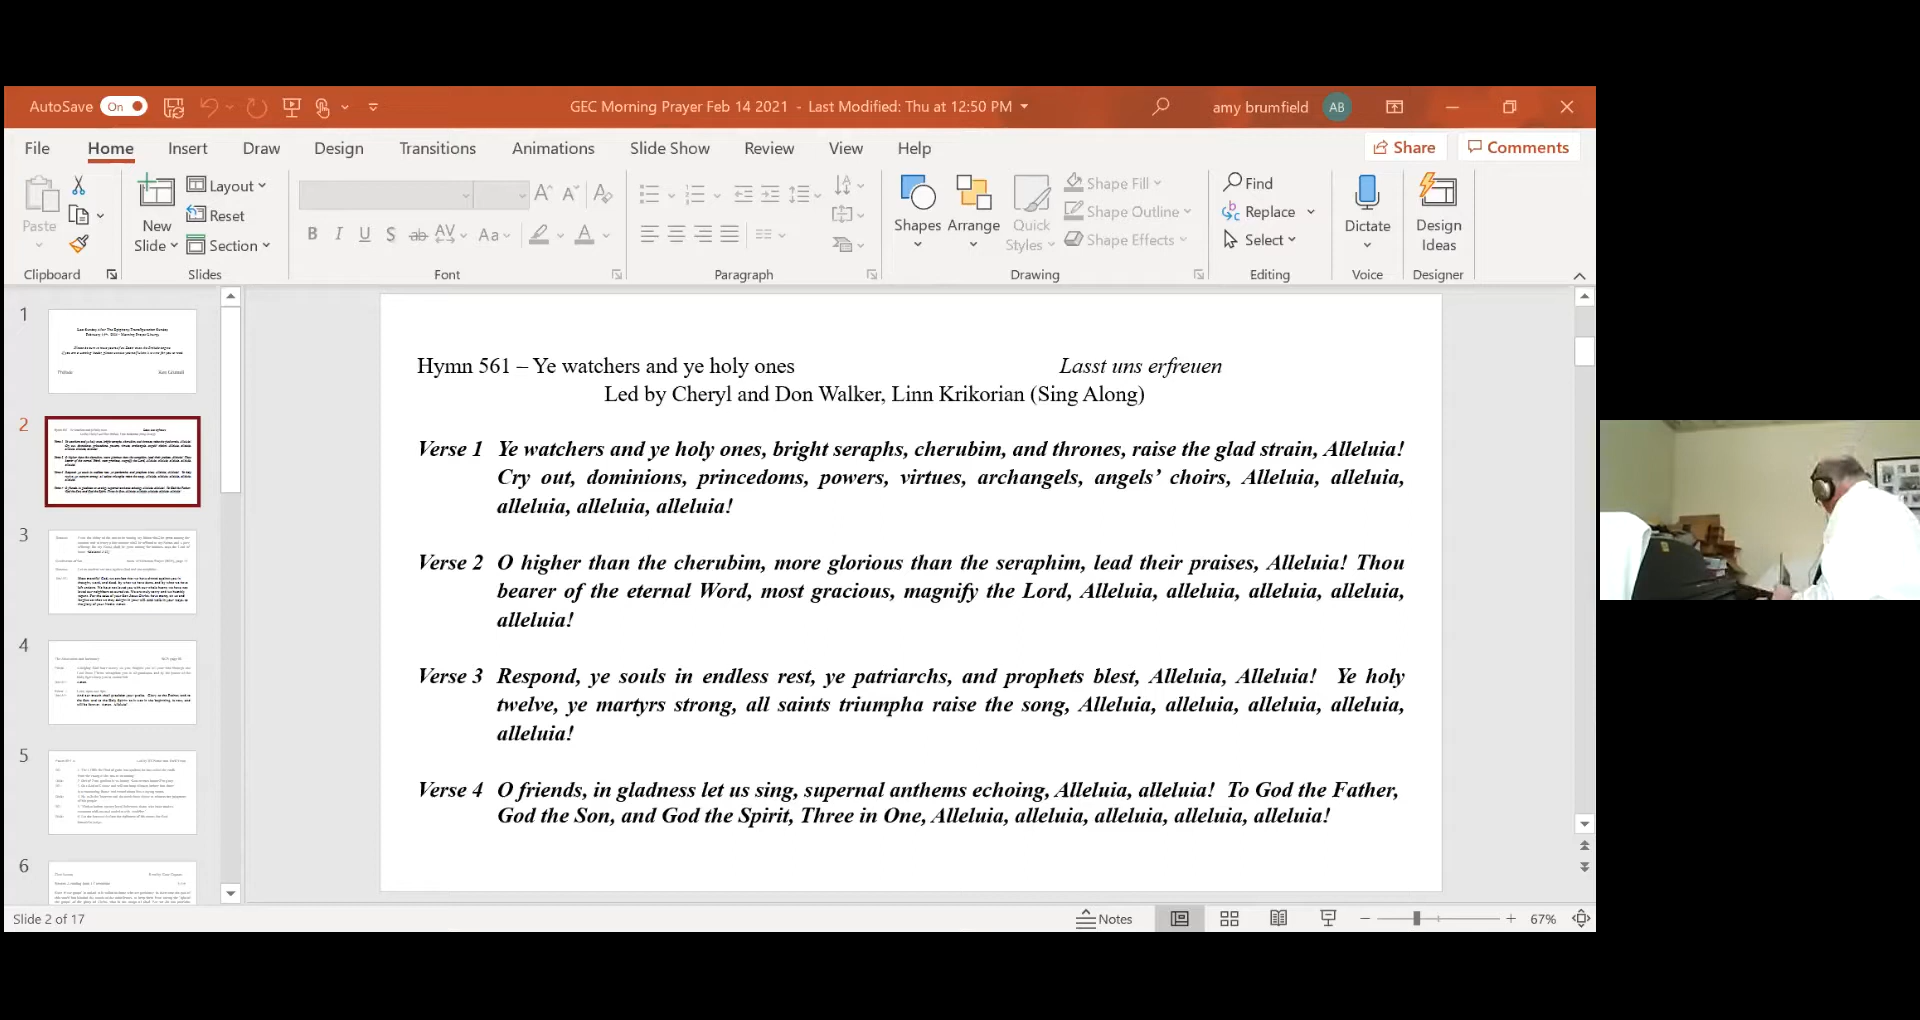 AutoSave On GEC Morning Prayer Feb 14 2021 - Last Modified: Thu at 12:50 PM amy brumfield AB
File Home Insert Draw Design Transitions Animations Slide Show Review View Help Share Comments
Paste
New Slide
Layout
Reset
Section
B I U S ab AV Aa A
Shapes Arrange Quick Styles
Shape Fill
Shape Outline
Shape Effects
Find
Replace
Select
Dictate
Design Ideas
Clipboard Slides Font Paragraph Drawing Editing Voice Designer
1
2
3
4
5
6
Hymn 561 – Ye watchers and ye holy ones Lasst uns erfreuen
Led by Cheryl and Don Walker, Linn Krikorian (Sing Along)
Verse 1 Ye watchers and ye holy ones, bright seraphs, cherubim, and thrones, raise the glad strain, Alleluia!
Cry out, dominions, princedoms, powers, virtues, archangels, angels’ choirs, Alleluia, alleluia,
alleluia, alleluia, alleluia!
Verse 2 O higher than the cherubim, more glorious than the seraphim, lead their praises, Alleluia! Thou
bearer of the eternal Word, most gracious, magnify the Lord, Alleluia, alleluia, alleluia, alleluia,
alleluia!
Verse 3 Respond, ye souls in endless rest, ye patriarchs, and prophets blest, Alleluia, Alleluia! Ye holy
twelve, ye martyrs strong, all saints triumpha raise the song, Alleluia, alleluia, alleluia, alleluia,
alleluia!
Verse 4 O friends, in gladness let us sing, supernal anthems echoing, Alleluia, alleluia! To God the Father,
God the Son, and God the Spirit, Three in One, Alleluia, alleluia, alleluia, alleluia, alleluia!
Slide 2 of 17 Notes 67%